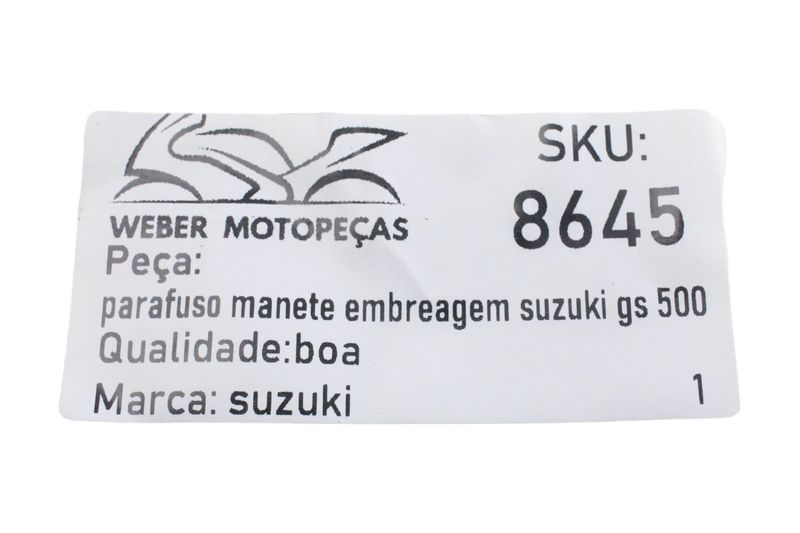 WEBER MOTOPEÇAS
SKU:
8645
Peça:
parafuso manete embreagem suzuki gs 500
Qualidade:boa
Marca: suzuki
1